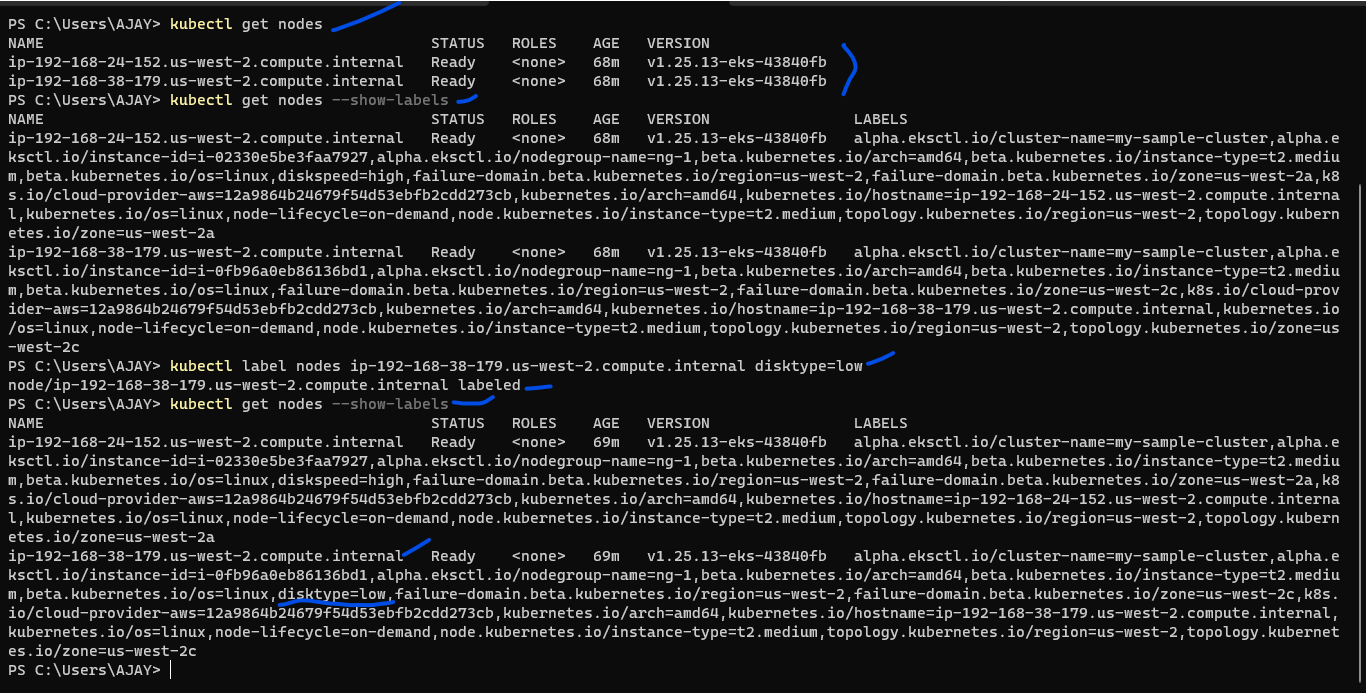 PS C:\Users\AJAY> kubectl get nodes
NAME                                           STATUS   ROLES    AGE   VERSION
ip-192-168-24-152.us-west-2.compute.internal   Ready    <none>   68m   v1.25.13-eks-43840fb
ip-192-168-38-179.us-west-2.compute.internal   Ready    <none>   68m   v1.25.13-eks-43840fb
PS C:\Users\AJAY> kubectl get nodes --show-labels
NAME                                           STATUS   ROLES    AGE   VERSION                LABELS
ip-192-168-24-152.us-west-2.compute.internal   Ready    <none>   68m   v1.25.13-eks-43840fb   alpha.eksctl.io/cluster-name=my-sample-cluster,alpha.e
ksctl.io/instance-id=i-02330e5be3faa7927,alpha.eksctl.io/nodegroup-name=ng-1,beta.kubernetes.io/arch=amd64,beta.kubernetes.io/instance-type=t2.mediu
m,beta.kubernetes.io/os=linux,diskspeed=high,failure-domain.beta.kubernetes.io/region=us-west-2,failure-domain.beta.kubernetes.io/zone=us-west-2a,k8
s.io/cloud-provider-aws=12a9864b24679f54d53ebfb2cdd273cb,kubernetes.io/arch=amd64,kubernetes.io/hostname=ip-192-168-24-152.us-west-2.compute.interna
l,kubernetes.io/os=linux,node-lifecycle=on-demand,node.kubernetes.io/instance-type=t2.medium,topology.kubernetes.io/region=us-west-2,topology.kubern
etes.io/zone=us-west-2a
ip-192-168-38-179.us-west-2.compute.internal   Ready    <none>   68m   v1.25.13-eks-43840fb   alpha.eksctl.io/cluster-name=my-sample-cluster,alpha.e
ksctl.io/instance-id=i-0fb96a0eb86136bd1,alpha.eksctl.io/nodegroup-name=ng-1,beta.kubernetes.io/arch=amd64,beta.kubernetes.io/instance-type=t2.mediu
m,beta.kubernetes.io/os=linux,failure-domain.beta.kubernetes.io/region=us-west-2,failure-domain.beta.kubernetes.io/zone=us-west-2c,k8s.io/cloud-prov
ider-aws=12a9864b24679f54d53ebfb2cdd273cb,kubernetes.io/arch=amd64,kubernetes.io/hostname=ip-192-168-38-179.us-west-2.compute.internal,kubernetes.io
/os=linux,node-lifecycle=on-demand,node.kubernetes.io/instance-type=t2.medium,topology.kubernetes.io/region=us-west-2,topology.kubernetes.io/zone=us
-west-2c
PS C:\Users\AJAY> kubectl label nodes ip-192-168-38-179.us-west-2.compute.internal disktype=low
node/ip-192-168-38-179.us-west-2.compute.internal labeled
PS C:\Users\AJAY> kubectl get nodes --show-labels
NAME                                           STATUS   ROLES    AGE   VERSION                LABELS
ip-192-168-24-152.us-west-2.compute.internal   Ready    <none>   69m   v1.25.13-eks-43840fb   alpha.eksctl.io/cluster-name=my-sample-cluster,alpha.e
ksctl.io/instance-id=i-02330e5be3faa7927,alpha.eksctl.io/nodegroup-name=ng-1,beta.kubernetes.io/arch=amd64,beta.kubernetes.io/instance-type=t2.mediu
m,beta.kubernetes.io/os=linux,diskspeed=high,failure-domain.beta.kubernetes.io/region=us-west-2,failure-domain.beta.kubernetes.io/zone=us-west-2a,k8
s.io/cloud-provider-aws=12a9864b24679f54d53ebfb2cdd273cb,kubernetes.io/arch=amd64,kubernetes.io/hostname=ip-192-168-24-152.us-west-2.compute.interna
l,kubernetes.io/os=linux,node-lifecycle=on-demand,node.kubernetes.io/instance-type=t2.medium,topology.kubernetes.io/region=us-west-2,topology.kubern
etes.io/zone=us-west-2a
ip-192-168-38-179.us-west-2.compute.internal   Ready    <none>   69m   v1.25.13-eks-43840fb   alpha.eksctl.io/cluster-name=my-sample-cluster,alpha.e
ksctl.io/instance-id=i-0fb96a0eb86136bd1,alpha.eksctl.io/nodegroup-name=ng-1,beta.kubernetes.io/arch=amd64,beta.kubernetes.io/instance-type=t2.mediu
m,beta.kubernetes.io/os=linux,disktype=low,failure-domain.beta.kubernetes.io/region=us-west-2,failure-domain.beta.kubernetes.io/zone=us-west-2c,k8s.
io/cloud-provider-aws=12a9864b24679f54d53ebfb2cdd273cb,kubernetes.io/arch=amd64,kubernetes.io/hostname=ip-192-168-38-179.us-west-2.compute.internal,
kubernetes.io/os=linux,node-lifecycle=on-demand,node.kubernetes.io/instance-type=t2.medium,topology.kubernetes.io/region=us-west-2,topology.kubernet
es.io/zone=us-west-2c
PS C:\Users\AJAY>